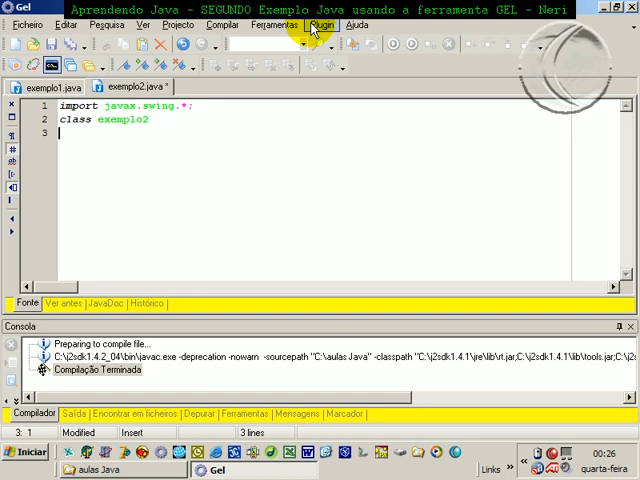 Gel
Aprendendo Java - SEGUNDO Exemplo Java usando a ferramenta GEL - Neri
Ficheiro Editar Pesquisa Ver Projecto Compilar Ferramentas Plugin Ajuda
exemplo1.java exemplo2.java *
1 import javax.swing.*;
2 class exemplo2
3
Fonte Ver antes JavaDoc Histórico
Consola
Preparing to compile file...
C:\j2sdk1.4.2_04\bin\javac.exe -deprecation -nowarn -sourcepath "C:\aulas Java" -classpath "C:\j2sdk1.4.1\jre\lib\rt.jar;C:\j2sdk1.4.1\lib\tools.jar;C:\
Compilação Terminada
Compilador Saída Encontrar em ficheiros Depurar Ferramentas Mensagens Marcador
3: 1 Modified Insert 3 lines
Iniciar 00:26
aulas Java Gel Links » quarta-feira